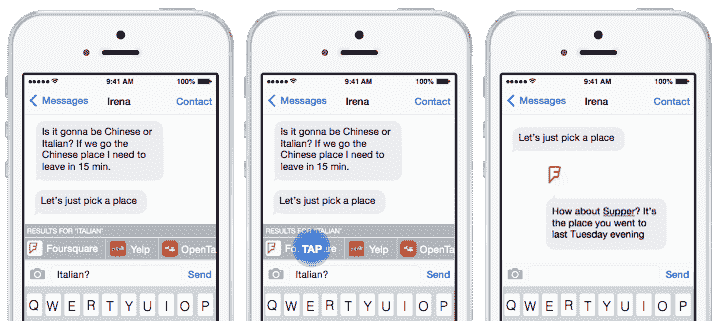 9:41 AM 100%
Messages Irena Contact
Is it gonna be Chinese or
Italian? If we go the
Chinese place I need to
leave in 15 min.
Let's just pick a place
RESULTS FOR 'ITALIAN'
Foursquare Yelp OpenTa
Italian? Send
Q W E R T Y U I O P
9:41 AM 100%
Messages Irena Contact
Is it gonna be Chinese or
Italian? If we go the
Chinese place I need to
leave in 15 min.
Let's just pick a place
RESULTS FOR 'ITALIAN'
Fo TAP uare Yelp OpenTa
Italian? Send
Q W E R T Y U I O P
9:41 AM 100%
Messages Irena Contact
Let's just pick a place
How about Supper? It's
the place you went to
last Tuesday evening
Send
Q W E R T Y U I O P